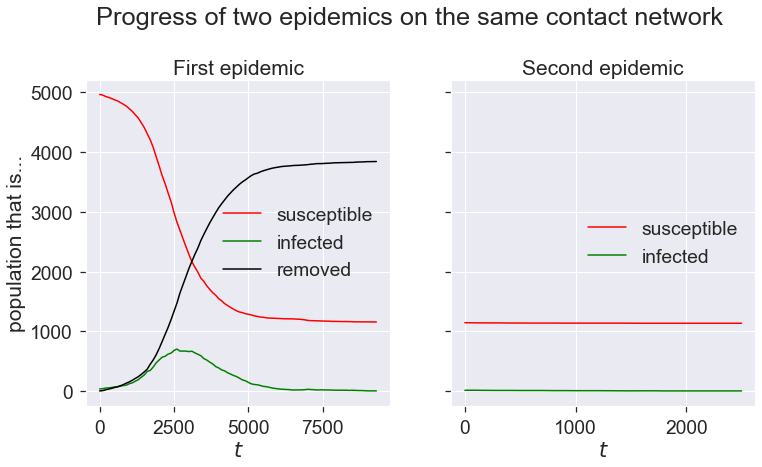 Progress of two epidemics on the same contact network
First epidemic
Second epidemic
population that is...
5000
4000
3000
2000
1000
0
susceptible
infected
removed
susceptible
infected
0 2500 5000 7500
0 1000 2000
t
t